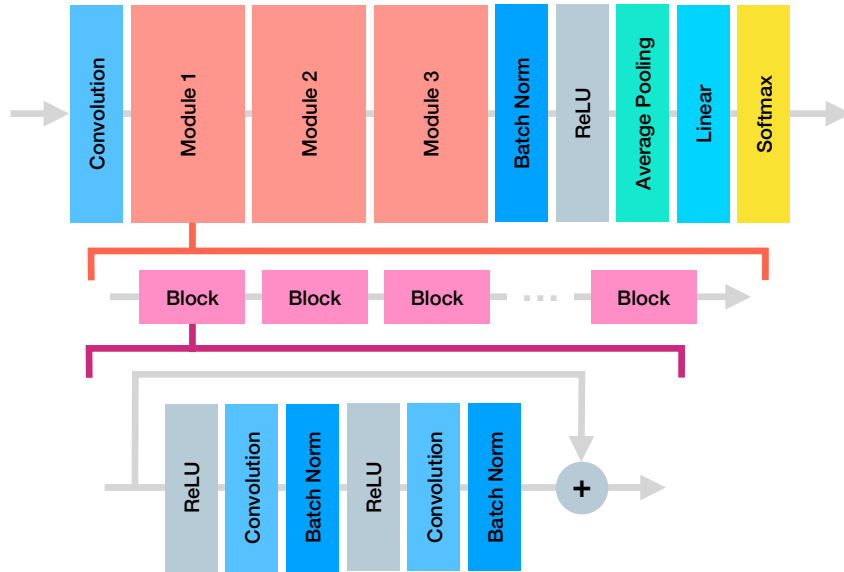 Convolution
Module 1
Module 2
Module 3
Batch Norm
ReLU
Average Pooling
Linear
Softmax
Block
Block
Block
...
Block
ReLU
Convolution
Batch Norm
ReLU
Convolution
Batch Norm
+